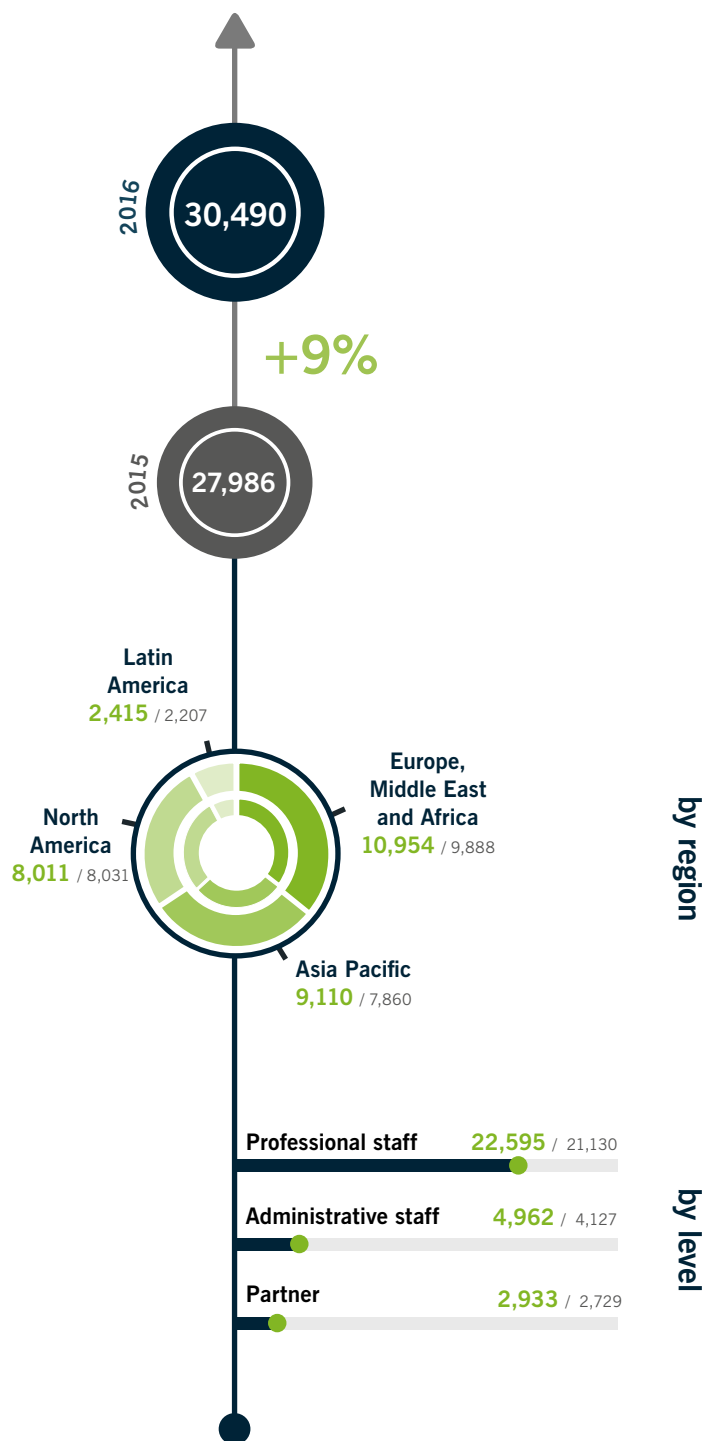 2016
30,490
+9%
2015
27,986
Latin
America
2,415 / 2,207
Europe,
Middle East
and Africa
10,954 / 9,888
North
America
8,011 / 8,031
Asia Pacific
9,110 / 7,860
by region
Professional staff 22,595 / 21,130
Administrative staff 4,962 / 4,127
Partner 2,933 / 2,729
by level